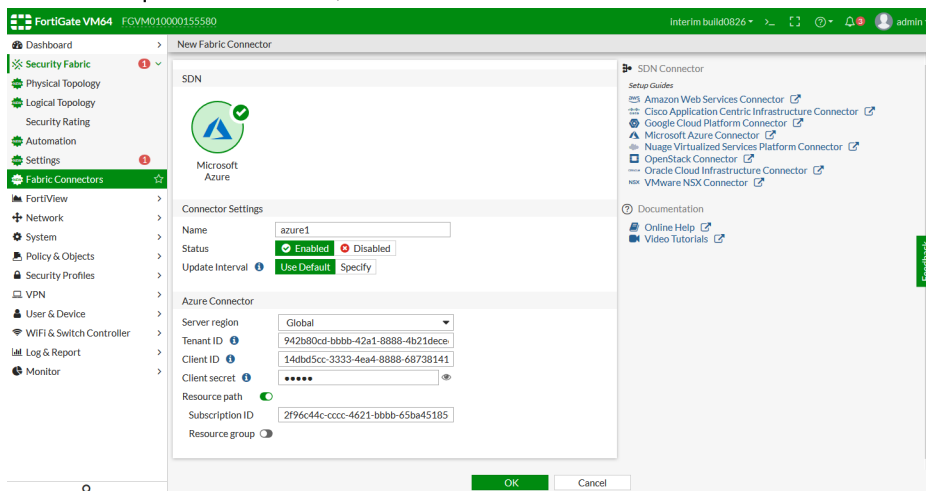 FortiGate VM64 FGVM010000155580
interim build0826 >_ 3 admin
Dashboard
Security Fabric 1
Physical Topology
Logical Topology
Security Rating
Automation
Settings 1
Fabric Connectors
FortiView
Network
System
Policy & Objects
Security Profiles
VPN
User & Device
WiFi & Switch Controller
Log & Report
Monitor
New Fabric Connector
SDN
Microsoft
Azure
Connector Settings
Name azure1
Status Enabled Disabled
Update Interval Use Default Specify
Azure Connector
Server region Global
Tenant ID 942b80cd-bbbb-42a1-8888-4b21dece
Client ID 14dbd5cc-3333-4ea4-8888-68738141
Client secret •••••
Resource path
Subscription ID 2f96c44c-cccc-4621-bbbb-65ba45185
Resource group
OK Cancel
SDN Connector
Setup Guides
aws Amazon Web Services Connector
Cisco Application Centric Infrastructure Connector
Google Cloud Platform Connector
Microsoft Azure Connector
Nuage Virtualized Services Platform Connector
OpenStack Connector
Oracle Cloud Infrastructure Connector
NSX VMware NSX Connector
? Documentation
Online Help
Video Tutorials